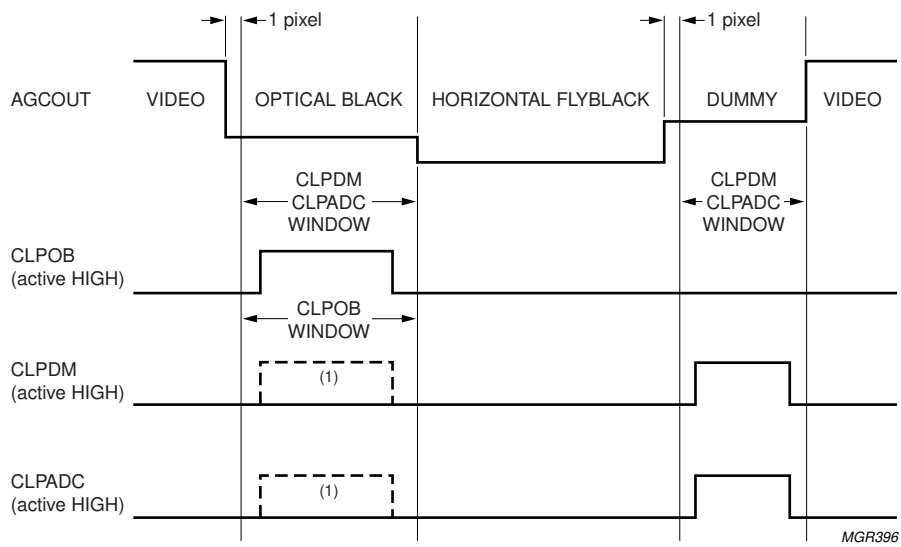 1 pixel
1 pixel
AGCOUT
VIDEO
OPTICAL BLACK
HORIZONTAL FLYBLACK
DUMMY
VIDEO
CLPDM
CLPADC
WINDOW
CLPDM
CLPADC
WINDOW
CLPOB
(active HIGH)
CLPOB
WINDOW
CLPDM
(active HIGH)
(1)
CLPADC
(active HIGH)
(1)
MGR396